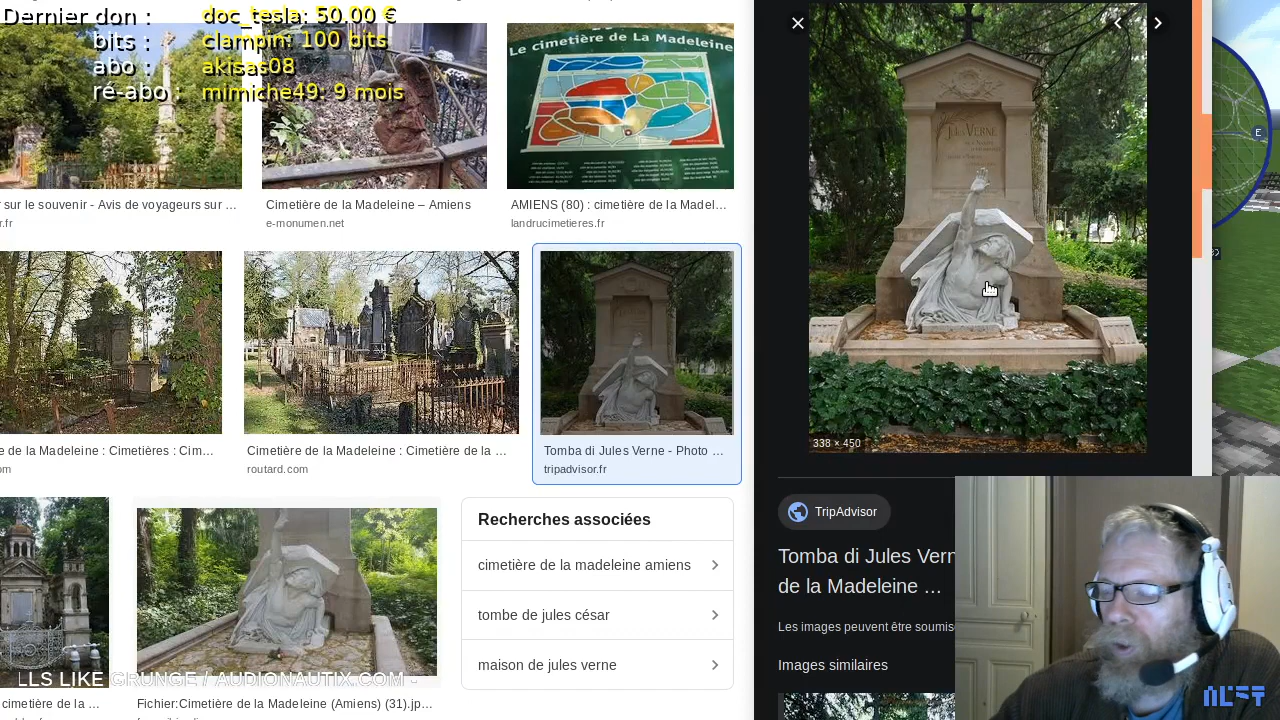 Dernier don : doc_tesla: 50.00 €
bits : clampin: 100 bits
abo : akisas08
ré-abo : mimiche49: 9 mois
Le cimetière de La Madeleine
JULES VERNE
E
sur le souvenir - Avis de voyageurs sur ...
r.fr
Cimetière de la Madeleine – Amiens
e-monumen.net
AMIENS (80) : cimetière de la Madel...
landrucimetieres.fr
338 × 450
e de la Madeleine : Cimetières : Cim...
om
Cimetière de la Madeleine : Cimetière de la ...
routard.com
Tomba di Jules Verne - Photo ...
tripadvisor.fr
Recherches associées
cimetière de la madeleine amiens
tombe de jules césar
maison de jules verne
TripAdvisor
Tomba di Jules Vern
de la Madeleine ...
Les images peuvent être soumis
Images similaires
LLS LIKE GRUNGE / AUDIONAUTIX.COM -
cimetière de la ...
Fichier:Cimetière de la Madeleine (Amiens) (31).jp...